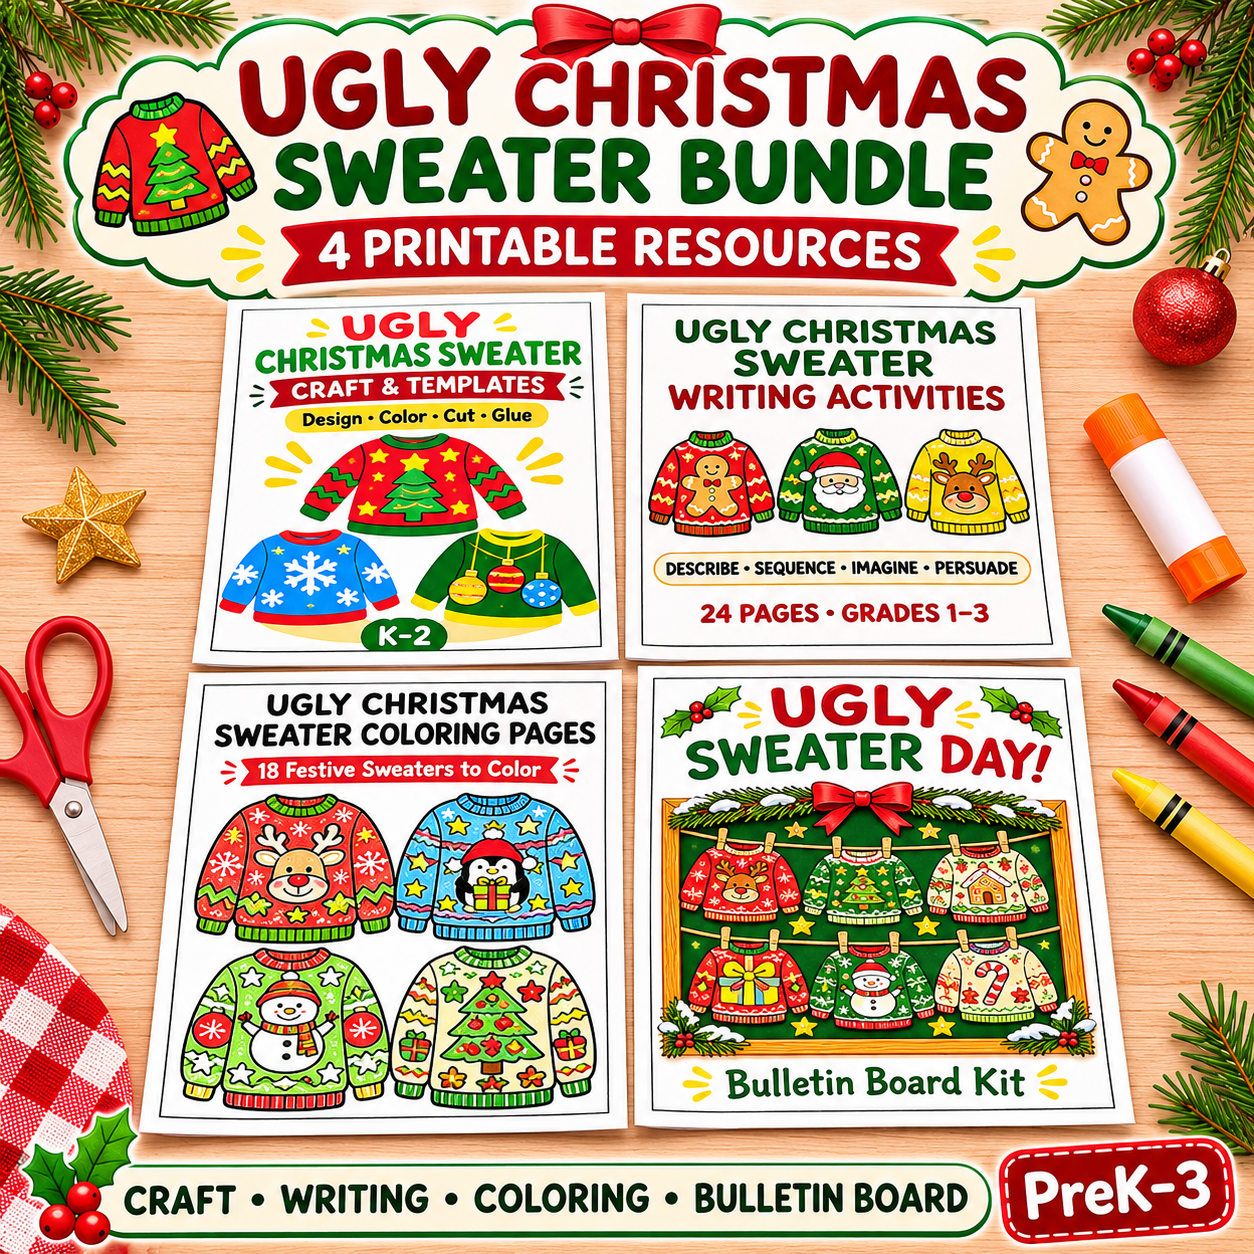 UGLY CHRISTMAS
SWEATER BUNDLE
4 PRINTABLE RESOURCES
UGLY
CHRISTMAS SWEATER
CRAFT & TEMPLATES
Design • Color • Cut • Glue
K-2
UGLY CHRISTMAS
SWEATER
WRITING ACTIVITIES
DESCRIBE • SEQUENCE • IMAGINE • PERSUADE
24 PAGES • GRADES 1–3
UGLY CHRISTMAS
SWEATER COLORING PAGES
18 Festive Sweaters to Color
UGLY
SWEATER DAY!
Bulletin Board Kit
CRAFT • WRITING • COLORING • BULLETIN BOARD
PreK-3